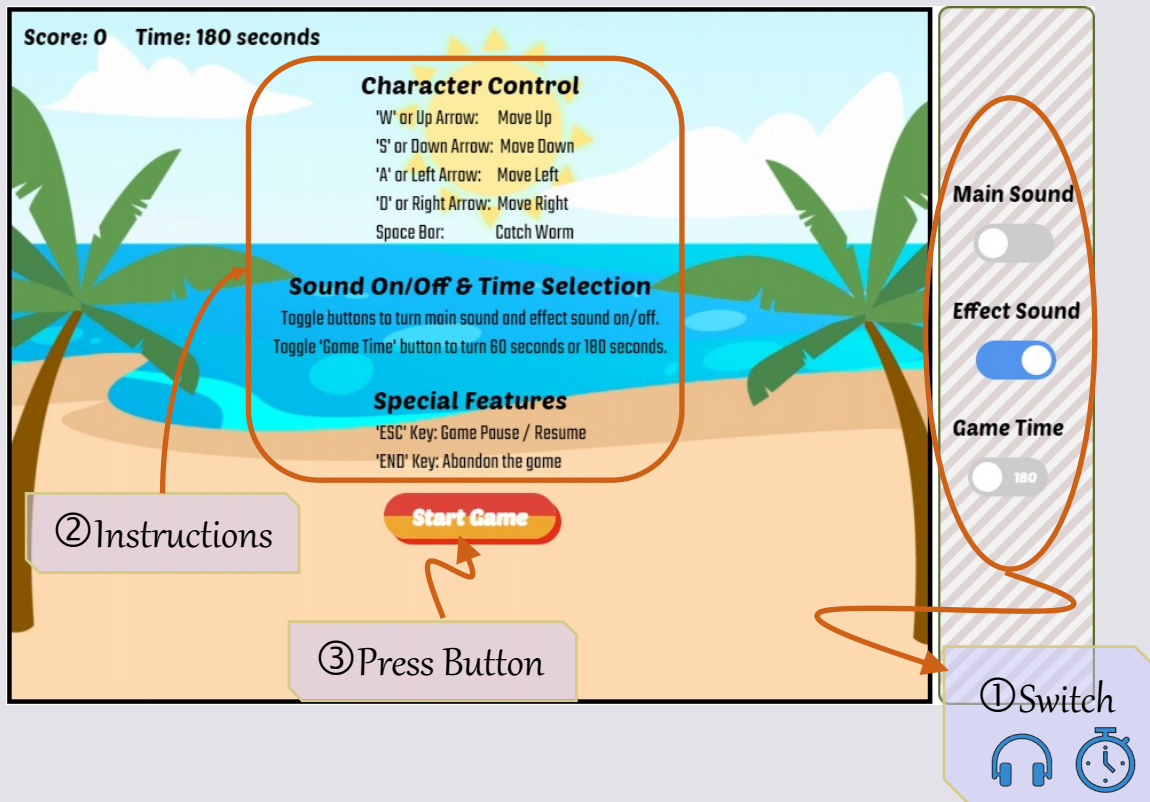 Score: 0 Time: 180 seconds
Character Control
'W' or Up Arrow: Move Up
'S' or Down Arrow: Move Down
'A' or Left Arrow: Move Left
'D' or Right Arrow: Move Right
Space Bar: Catch Worm
Sound On/Off & Time Selection
Toggle buttons to turn main sound and effect sound on/off.
Toggle 'Game Time' button to turn 60 seconds or 180 seconds.
Special Features
'ESC' Key: Game Pause / Resume
'END' Key: Abandon the game
Start Game
Main Sound
Effect Sound
Game Time
180
②Instructions
③Press Button
①Switch